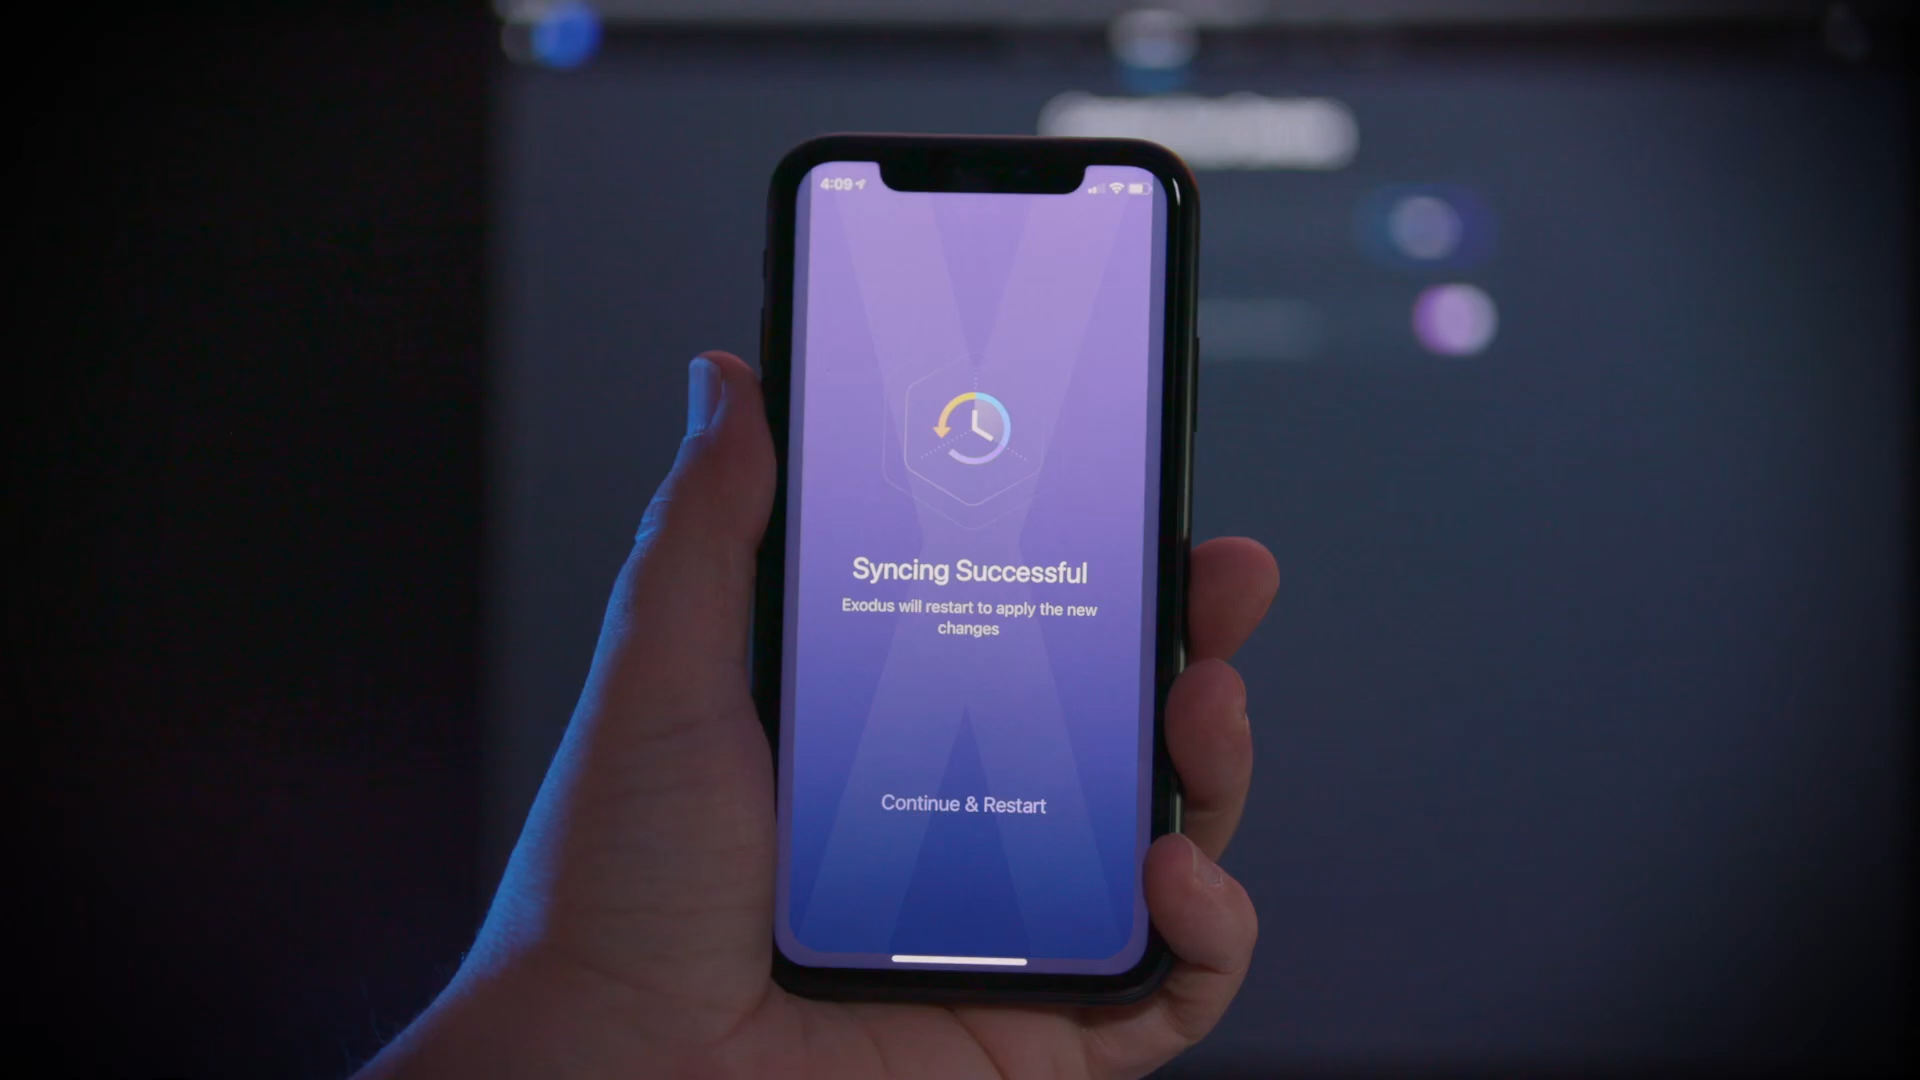 4:09
Syncing Successful
Exodus will restart to apply the new
changes
Continue & Restart